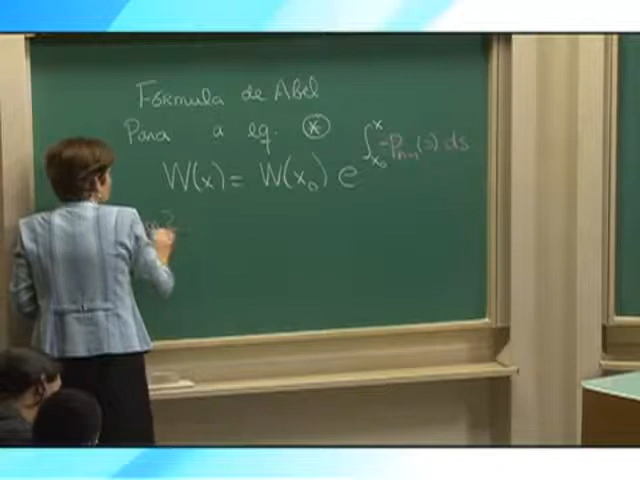 Fórmula de Abel
Para a eq. (*)
W(x) = W(x₀) e^{∫_{x₀}^{x} -p_{n-1}(s) ds}